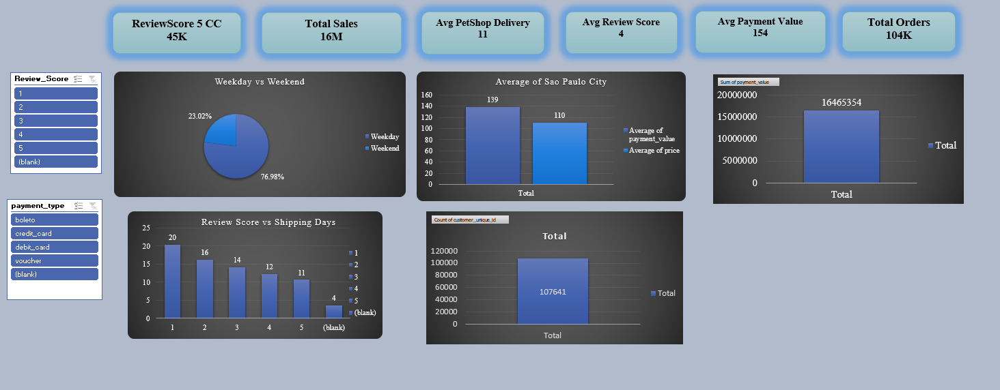 ReviewScore 5 CC
45K
Total Sales
16M
Avg PetShop Delivery
11
Avg Review Score
4
Avg Payment Value
154
Total Orders
104K
Review_Score
1
2
3
4
5
(blank)
payment_type
boleto
credit_card
debit_card
voucher
(blank)
Weekday vs Weekend
23.02%
76.98%
Weekday
Weekend
Average of Sao Paulo City
160
140
120
100
80
60
40
20
0
139
110
Total
Average of
payment_value
Average of price
Sum of payment_value
20000000
15000000
10000000
5000000
0
16465354
Total
Total
Review Score vs Shipping Days
25
20
15
10
5
0
20
16
14
12
11
4
1
2
3
4
5
(blank)
1
2
3
4
5
(blank)
Count of customer_unique_id
Total
120000
100000
80000
60000
40000
20000
0
107641
Total
Total